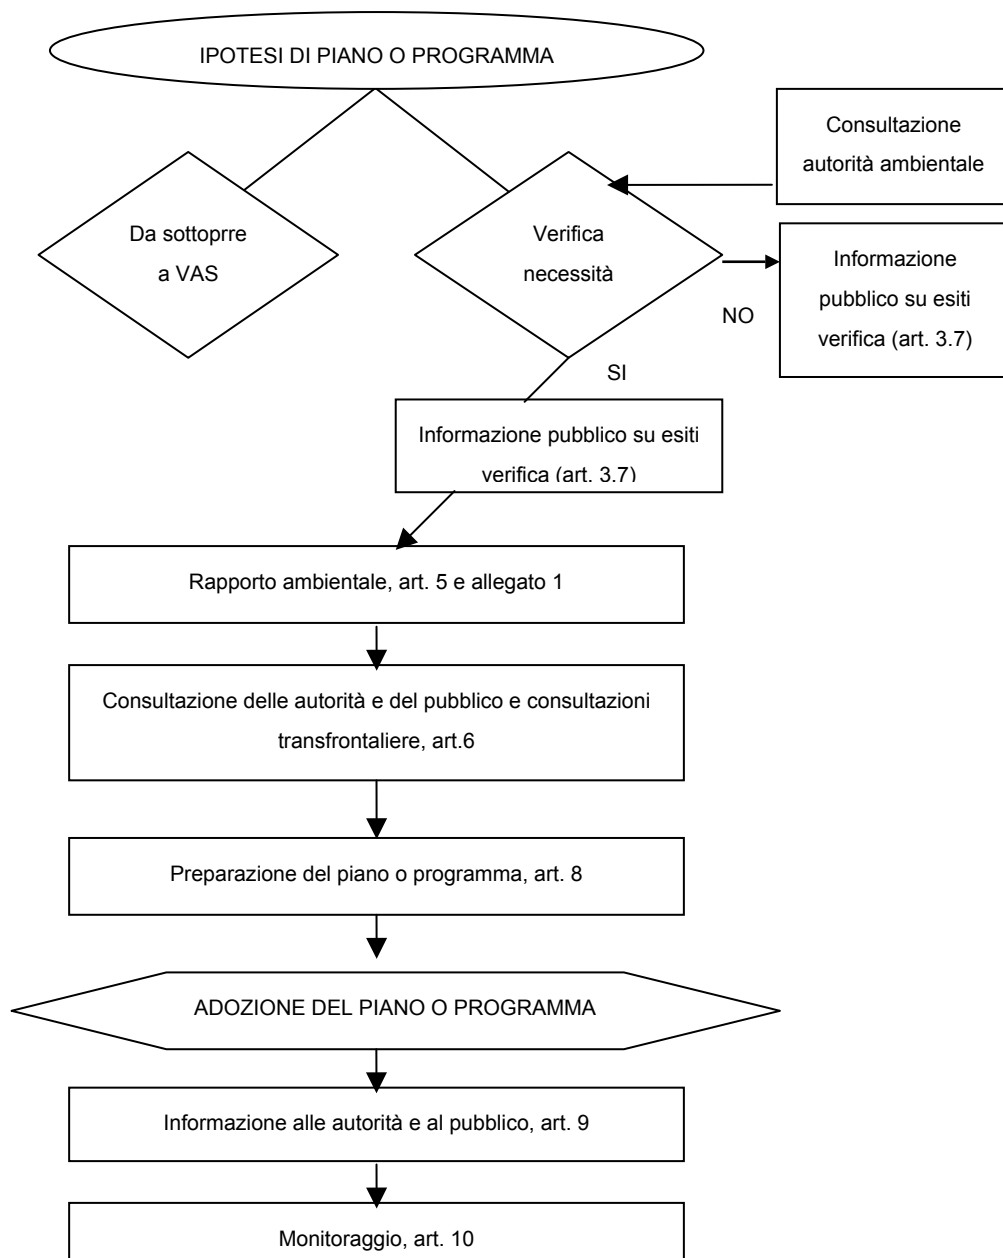 IPOTESI DI PIANO O PROGRAMMA
Consultazione
autorità ambientale
Da sottoprre
a VAS
Verifica
necessità
Informazione
pubblico su esiti
verifica (art. 3.7)
NO
SI
Informazione pubblico su esiti
verifica (art. 3.7)
Rapporto ambientale, art. 5 e allegato 1
Consultazione delle autorità e del pubblico e consultazioni
transfrontaliere, art.6
Preparazione del piano o programma, art. 8
ADOZIONE DEL PIANO O PROGRAMMA
Informazione alle autorità e al pubblico, art. 9
Monitoraggio, art. 10